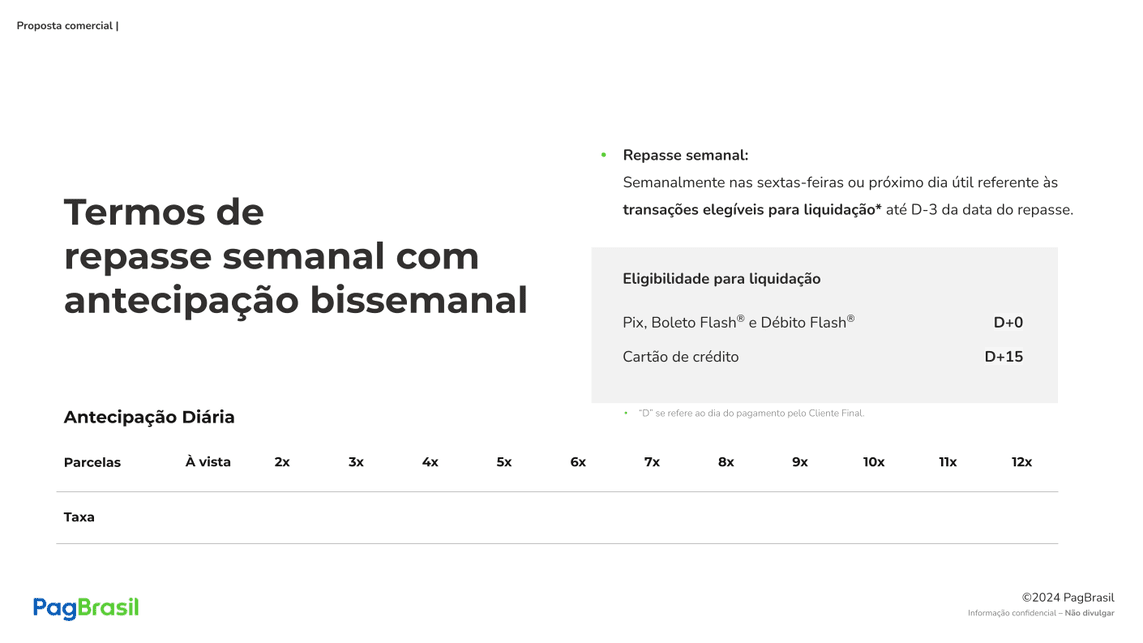 Proposta comercial |
Termos de
repasse semanal com
antecipação bissemanal
• Repasse semanal:
Semanalmente nas sextas-feiras ou próximo dia útil referente às
transações elegíveis para liquidação* até D-3 da data do repasse.
Eligibilidade para liquidação
Pix, Boleto Flash® e Débito Flash® D+0
Cartão de crédito D+15
• “D” se refere ao dia do pagamento pelo Cliente Final.
Antecipação Diária
Parcelas À vista 2x 3x 4x 5x 6x 7x 8x 9x 10x 11x 12x
Taxa
PagBrasil
©2024 PagBrasil
Informação confidencial – Não divulgar